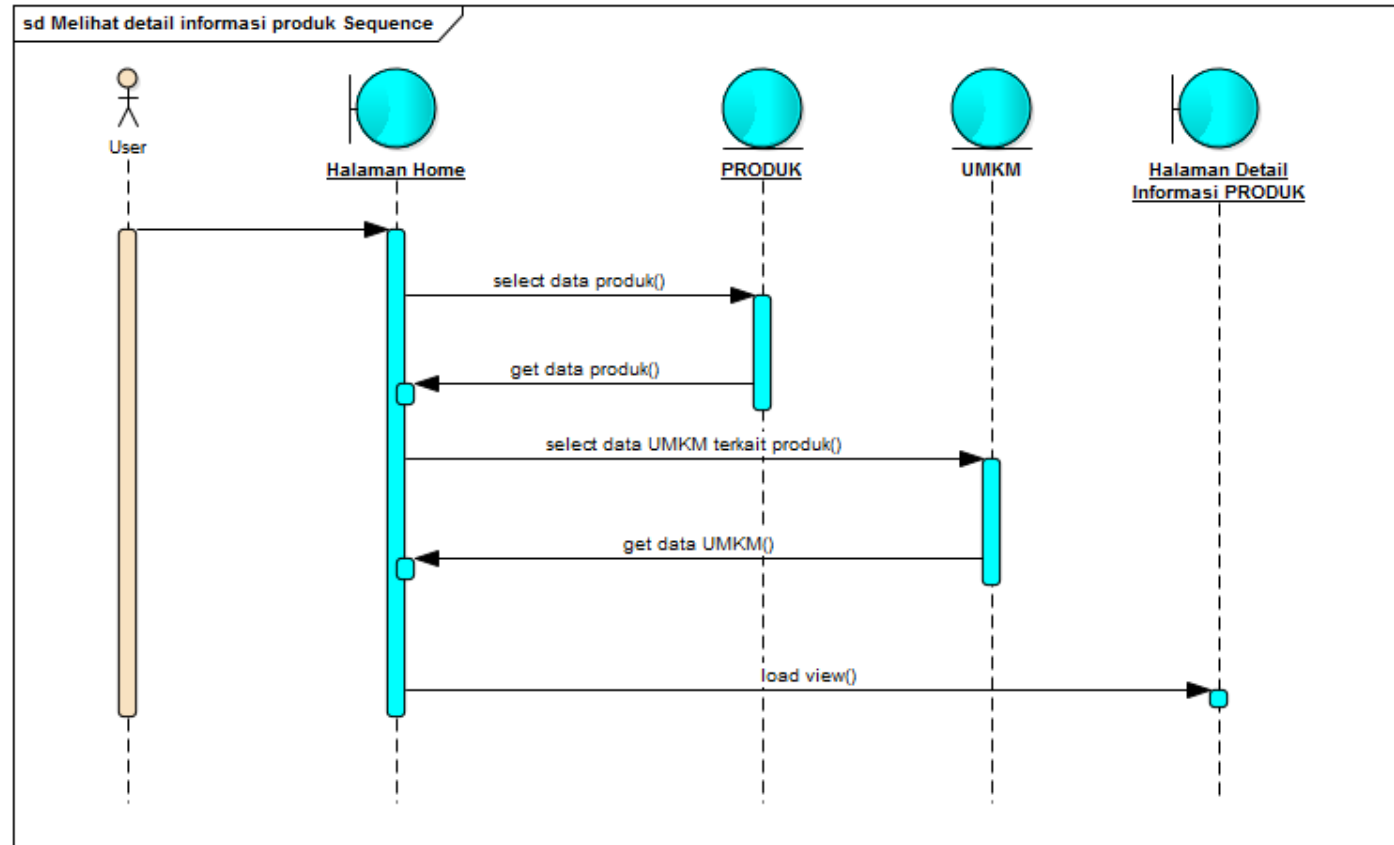 sd Melihat detail informasi produk Sequence
User
Halaman Home
PRODUK
UMKM
Halaman Detail
Informasi PRODUK
select data produk()
get data produk()
select data UMKM terkait produk()
get data UMKM()
load view()